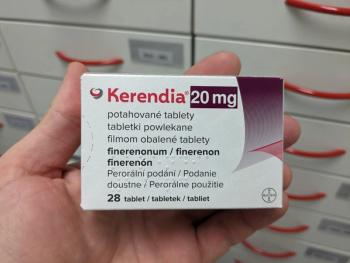 Kerendia® 20 mg
potahované tablety
tabletki powlekane
filmom obalené tablety
finerenonum / finerenon
finerenón
Perorální podání / Podanie
doustne / Perorálne použitie
28 tablet / tabletek / tabliet
BAYER